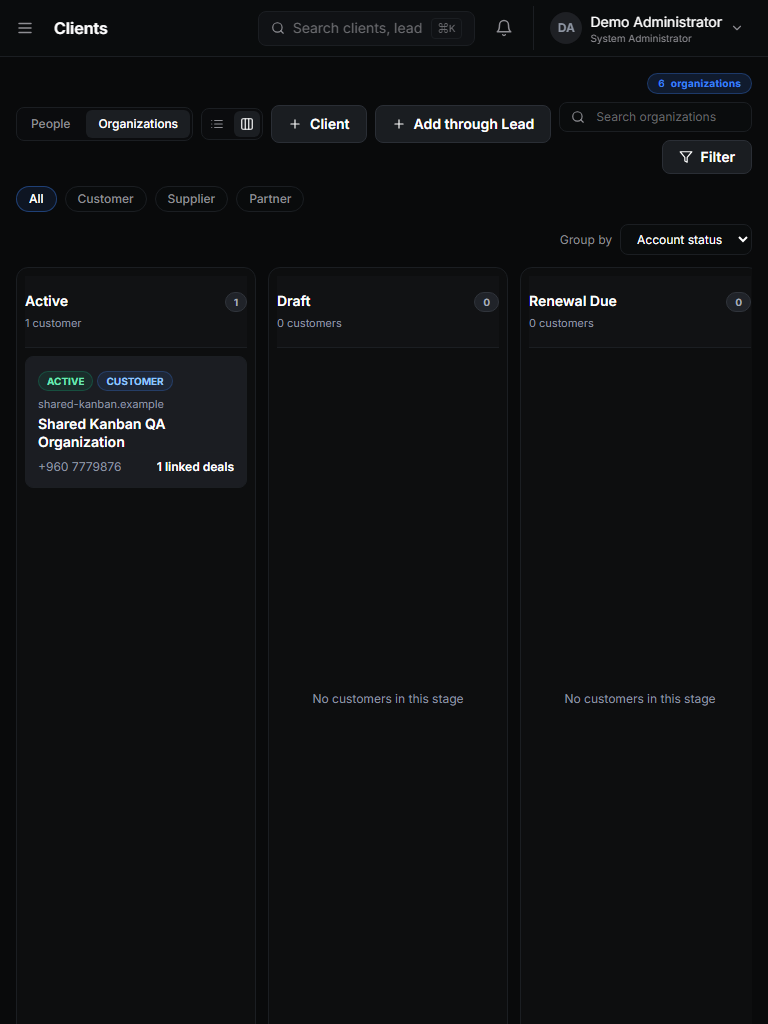 Clients
Search clients, lead
⌘K
DA
Demo Administrator
System Administrator
6 organizations
People
Organizations
+ Client
+ Add through Lead
Search organizations
Filter
All
Customer
Supplier
Partner
Group by
Account status
Active
1
1 customer
ACTIVE
CUSTOMER
shared-kanban.example
Shared Kanban QA
Organization
+960 7779876
1 linked deals
Draft
0
0 customers
No customers in this stage
Renewal Due
0
0 customers
No customers in this stage